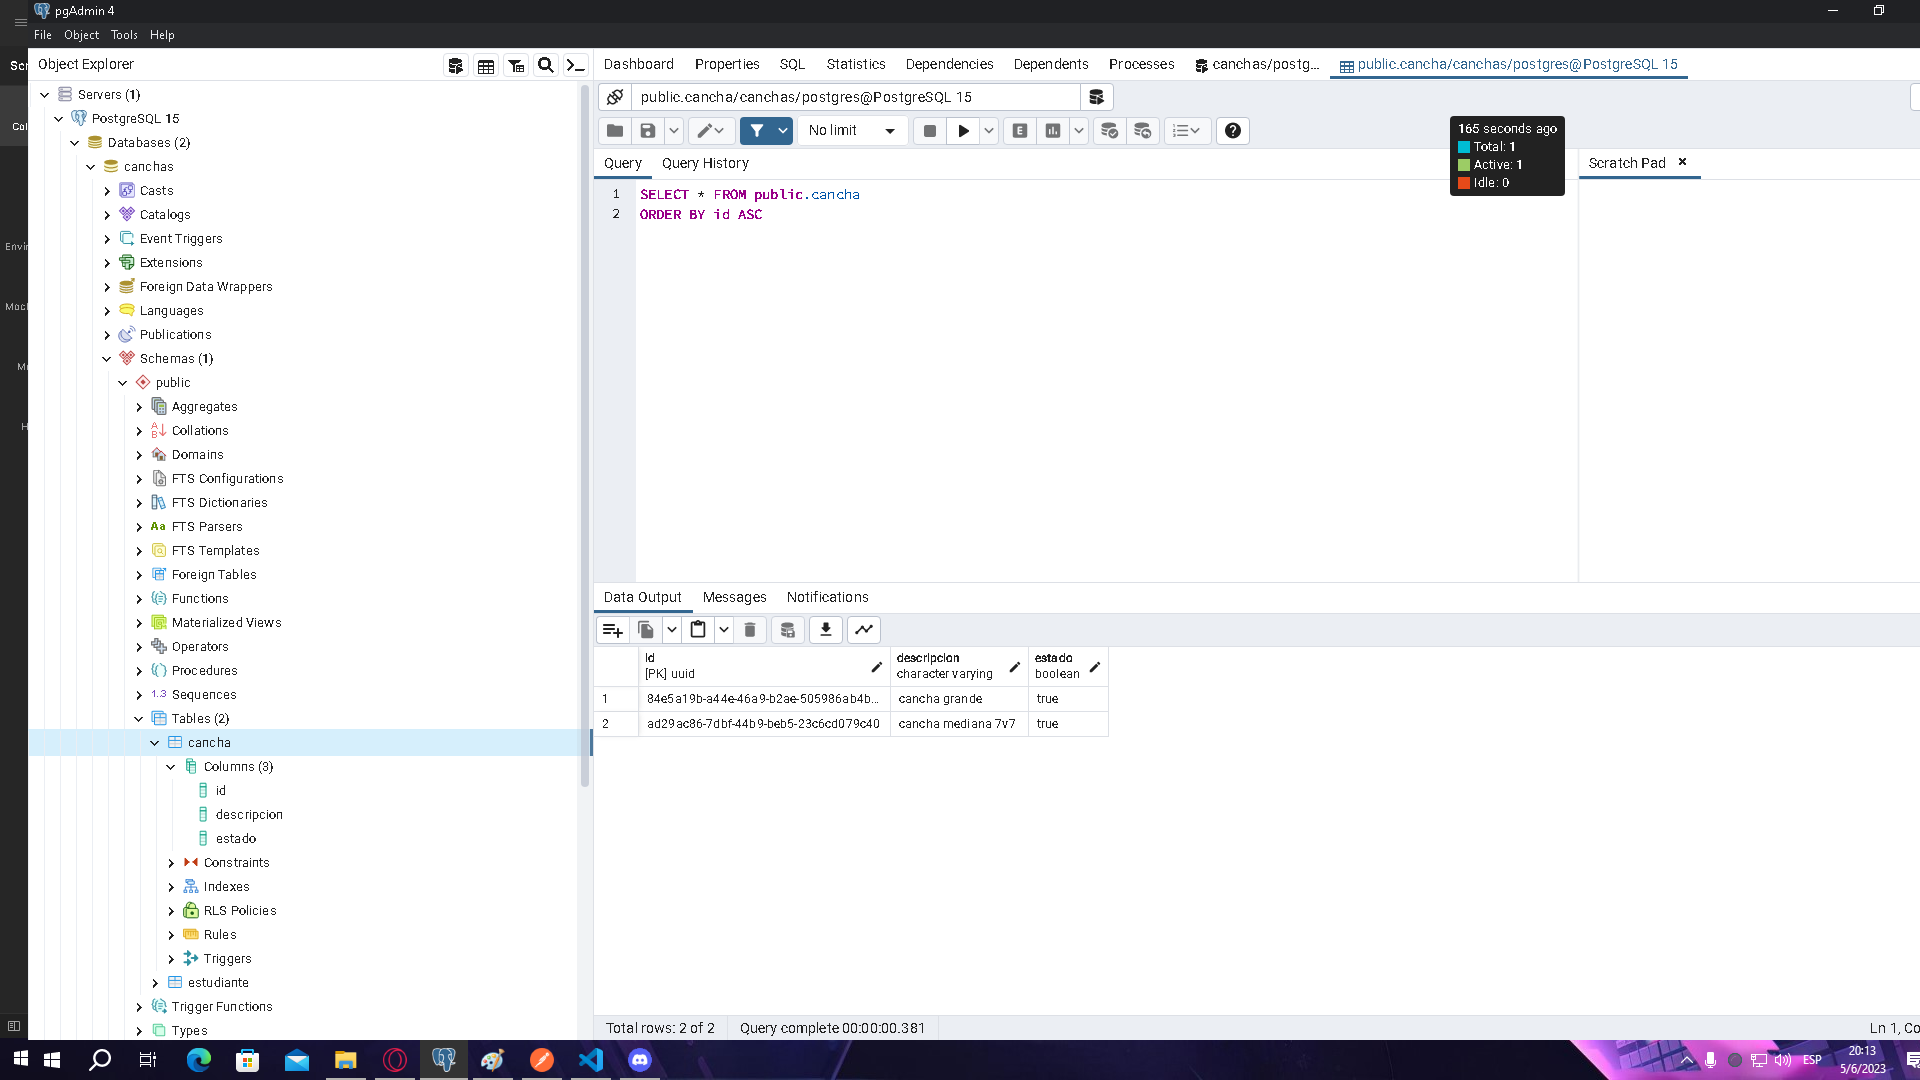 pgAdmin 4
File Object Tools Help
Object Explorer
Dashboard Properties SQL Statistics Dependencies Dependents Processes canchas/postg... public.cancha/canchas/postgres@PostgreSQL 15
public.cancha/canchas/postgres@PostgreSQL 15
No limit
Query Query History
Scratch Pad
165 seconds ago
Total: 1
Active: 1
Idle: 0
1 SELECT * FROM public.cancha
2 ORDER BY id ASC
Servers (1)
PostgreSQL 15
Databases (2)
canchas
Casts
Catalogs
Event Triggers
Extensions
Foreign Data Wrappers
Languages
Publications
Schemas (1)
public
Aggregates
Collations
Domains
FTS Configurations
FTS Dictionaries
Aa FTS Parsers
FTS Templates
Foreign Tables
Functions
Materialized Views
Operators
Procedures
1..3 Sequences
Tables (2)
cancha
Columns (3)
id
descripcion
estado
Constraints
Indexes
RLS Policies
Rules
Triggers
estudiante
Trigger Functions
Types
Data Output Messages Notifications
id descripcion estado
[PK] uuid character varying boolean
1 84e5a19b-a44e-46a9-b2ae-505986ab4b... cancha grande true
2 ad29ac86-7dbf-44b9-beb5-23c6cd079c40 cancha mediana 7v7 true
Total rows: 2 of 2 Query complete 00:00:00.381
Ln 1, Co
ESP
20:13
5/6/2023